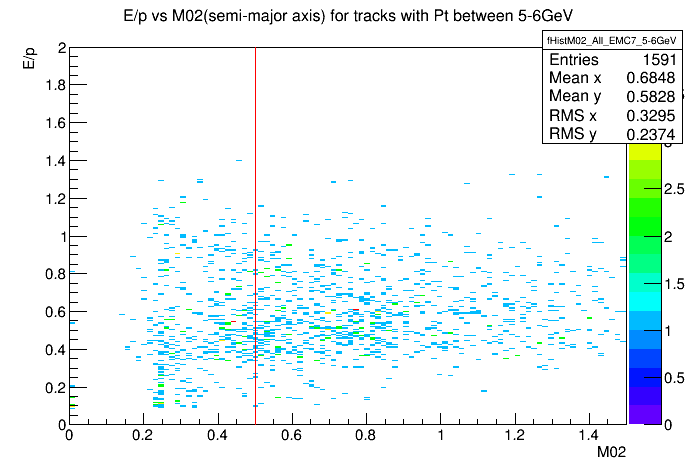 E/p vs M02(semi-major axis) for tracks with Pt between 5-6GeV
fHistM02_All_EMC7_5-6GeV
Entries 1591
Mean x 0.6848
Mean y 0.5828
RMS x 0.3295
RMS y 0.2374
E/p
2
1.8
1.6
1.4
1.2
1
0.8
0.6
0.4
0.2
0
0 0.2 0.4 0.6 0.8 1 1.2 1.4
M02
2.5
2
1.5
1
0.5
0